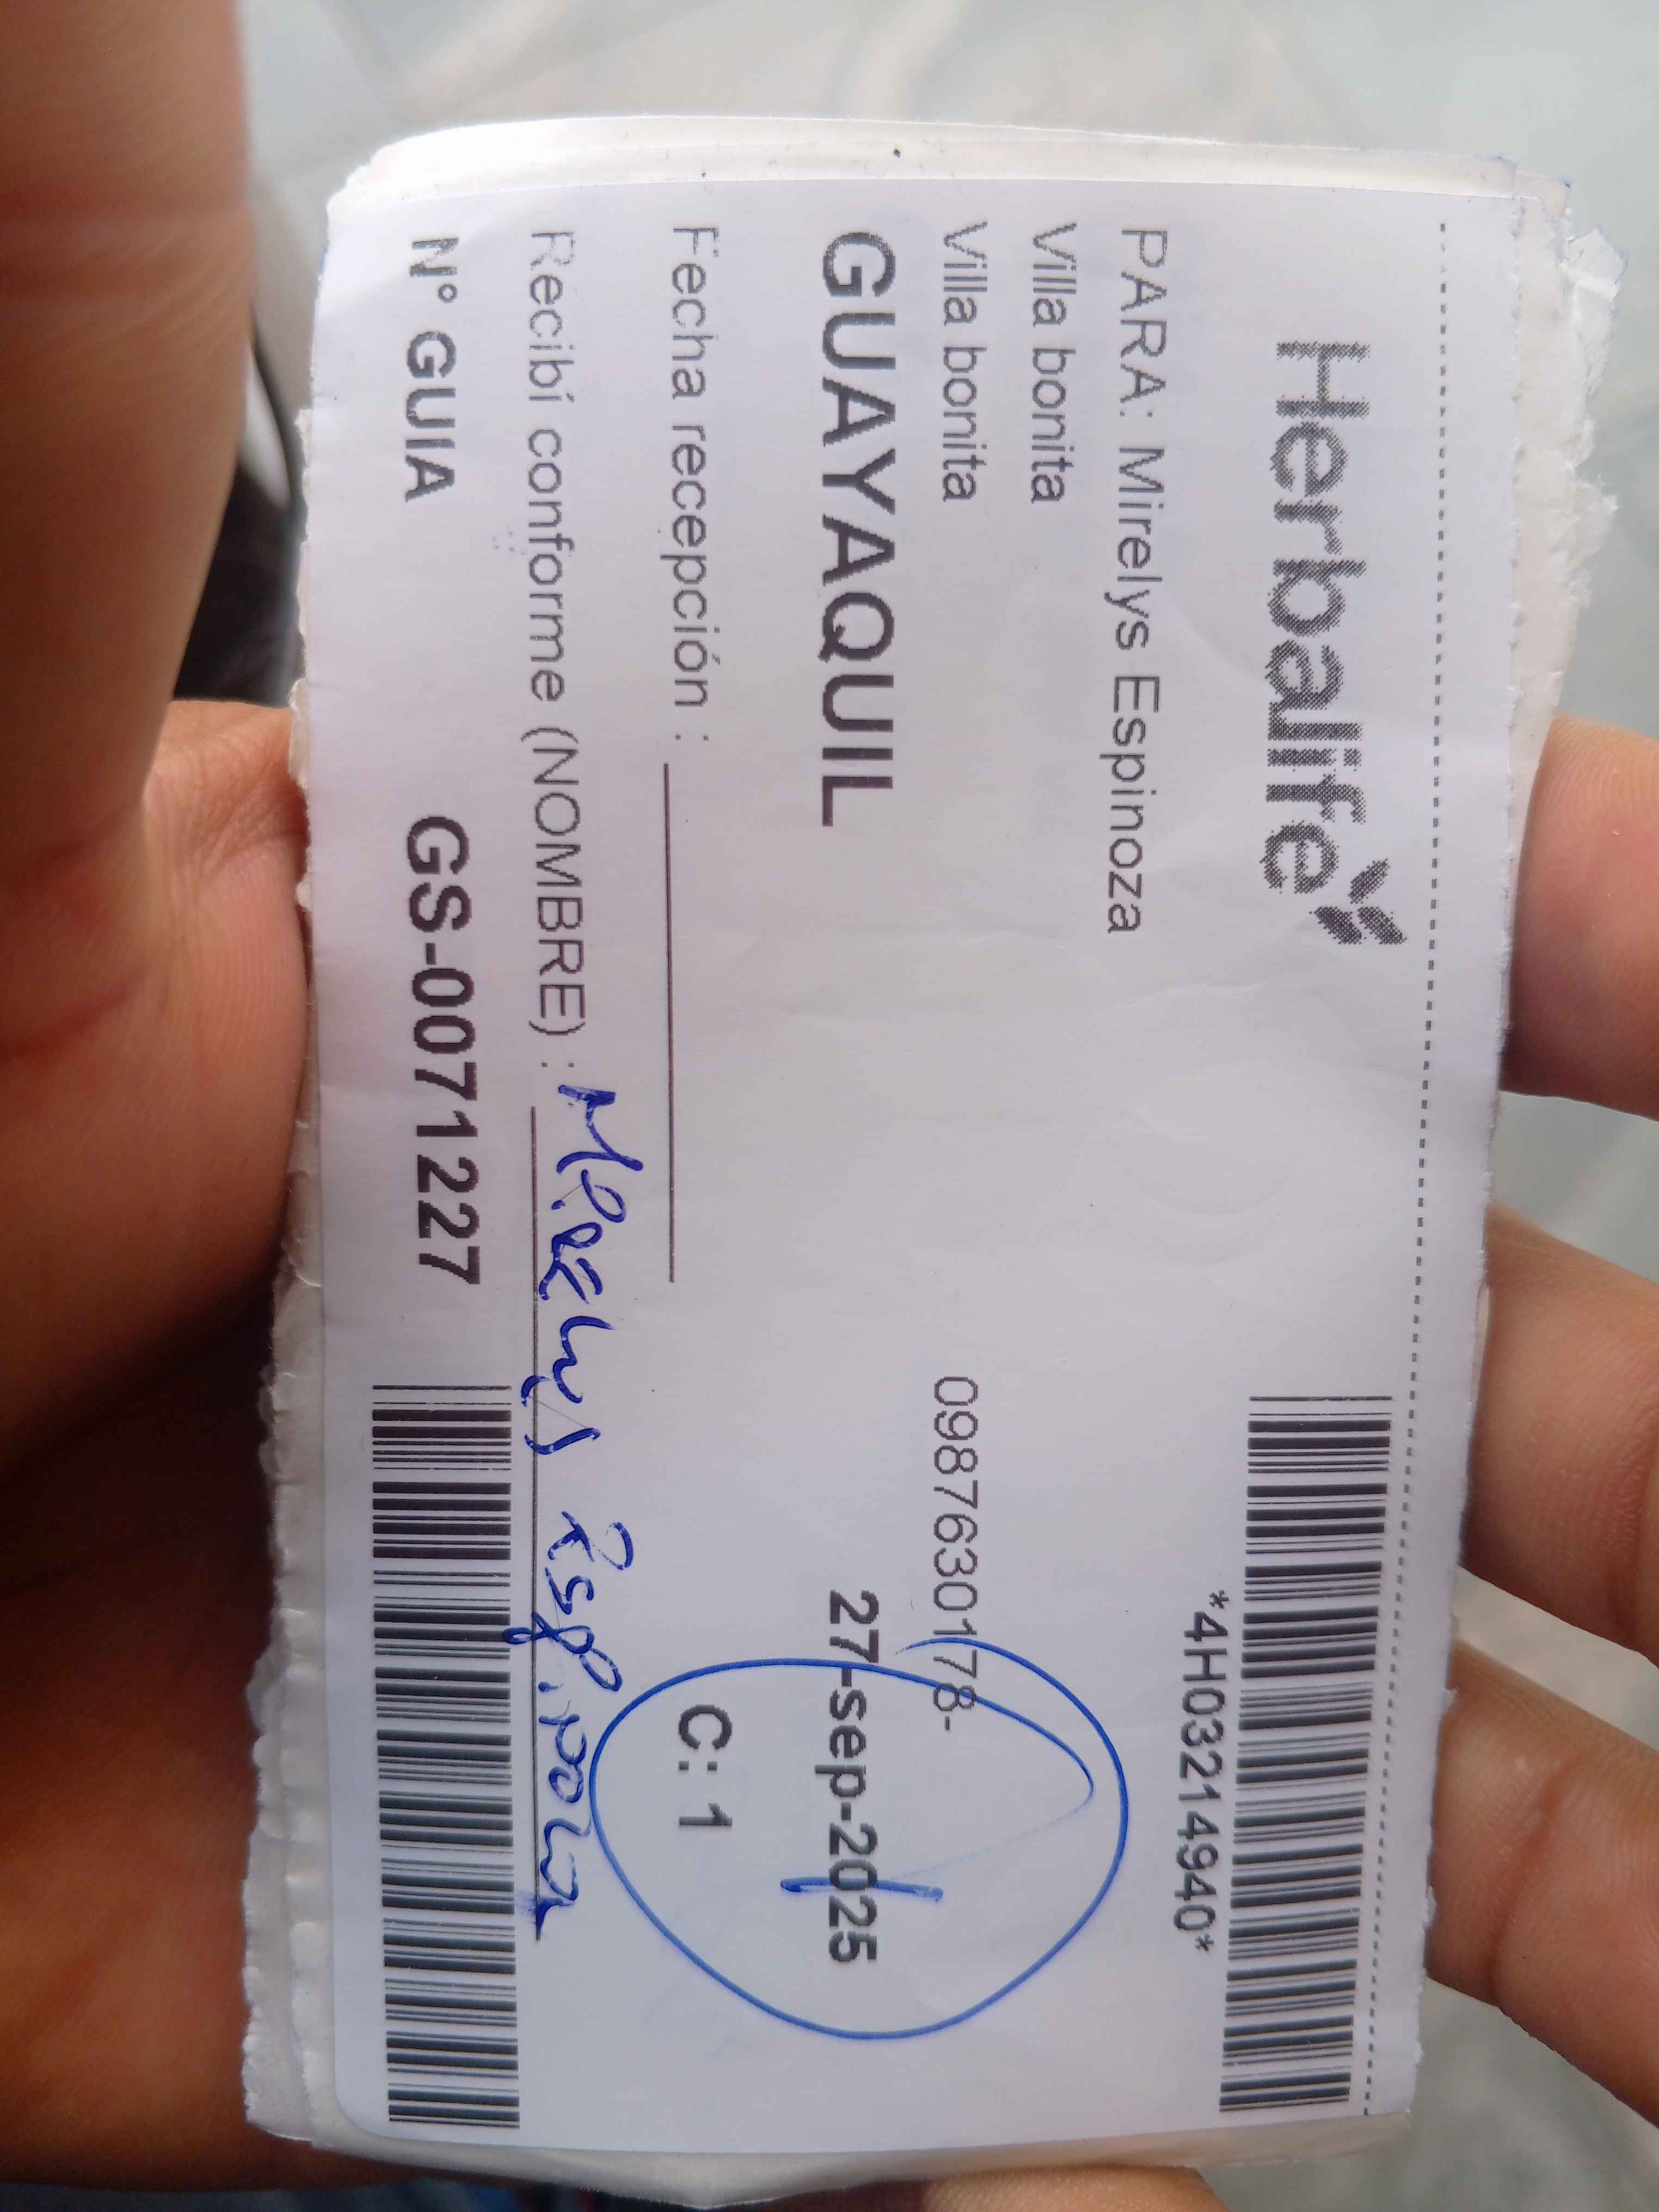 Herbalife
*4H03214940*
PARA: Mirelys Espinoza
Villa bonita
Villa bonita 0987630178-
GUAYAQUIL 27-sep-2025
Fecha recepción : C: 1
Recibí conforme (NOMBRE) : Mirelys Espinoza
N° GUIA GS-0071227